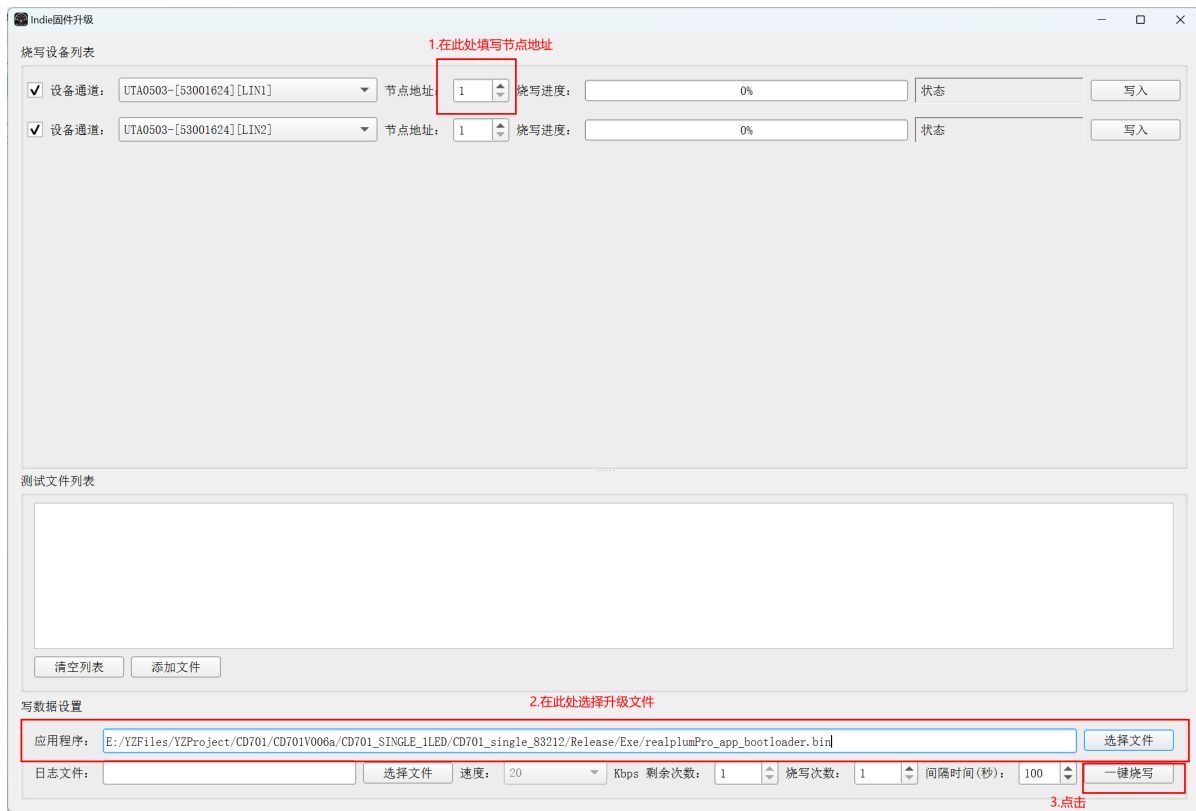 Indie固件升级
烧写设备列表
1.在此处填写节点地址
设备通道: UTA0503-[53001624][LIN1] 节点地址: 1 烧写进度: 0% 状态 写入
设备通道: UTA0503-[53001624][LIN2] 节点地址: 1 烧写进度: 0% 状态 写入
测试文件列表
清空列表 添加文件
写数据设置
2.在此处选择升级文件
应用程序: E:/YZFiles/YZProject/CD701/CD701V006a/CD701_SINGLE_1LED/CD701_single_83212/Release/Exe/realplumPro_app_bootloader.bin 选择文件
日志文件: 选择文件 速度: 20 Kbps 剩余次数: 1 烧写次数: 1 间隔时间(秒): 100 一键烧写
3.点击